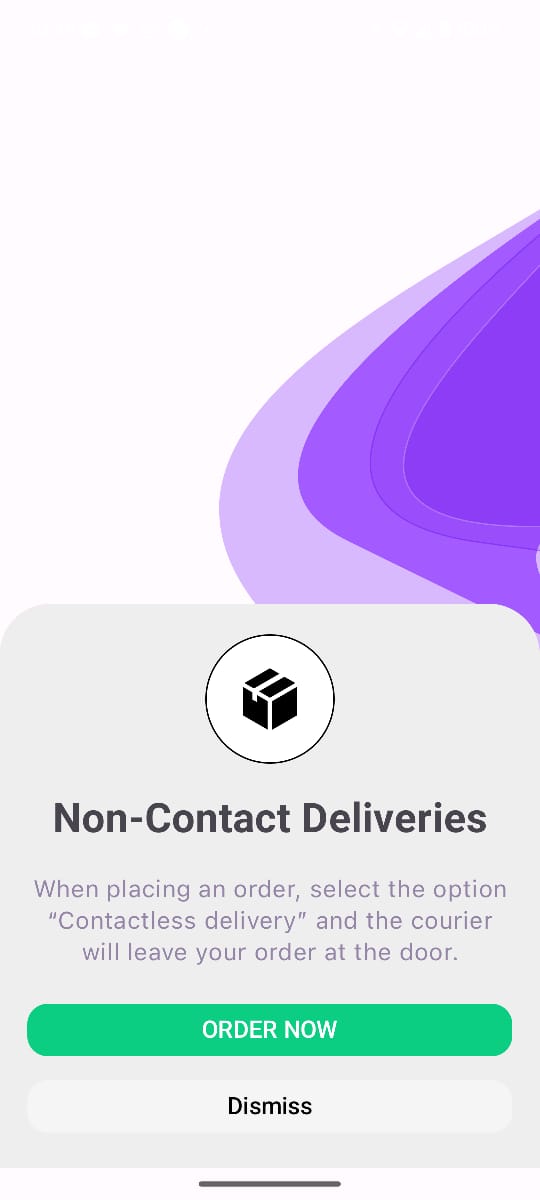 Non-Contact Deliveries
When placing an order, select the option
“Contactless delivery” and the courier
will leave your order at the door.
ORDER NOW
Dismiss